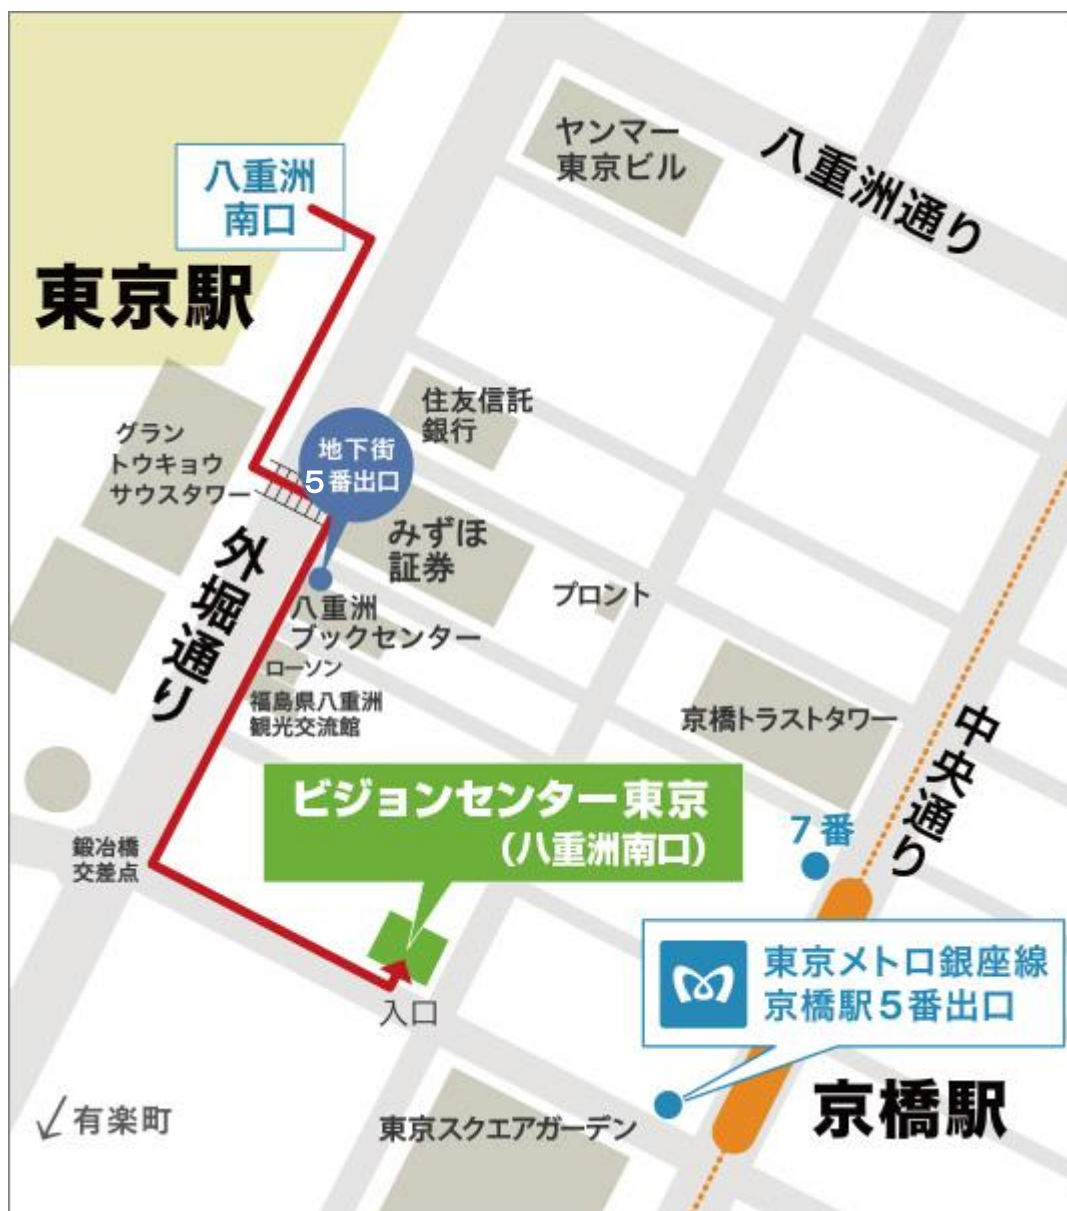 ヤンマー
東京ビル
八重洲通り
八重洲
南口
東京駅
住友信託
銀行
グラン
トウキョウ
サウスタワー
地下街
5番出口
みずほ
証券
外堀通り
プロント
八重洲
ブックセンター
ローソン
福島県八重洲
観光交流館
京橋トラストタワー
中央通り
ビジョンセンター東京
(八重洲南口)
7番
鍛冶橋
交差点
東京メトロ銀座線
京橋駅5番出口
入口
有楽町
東京スクエアガーデン
京橋駅